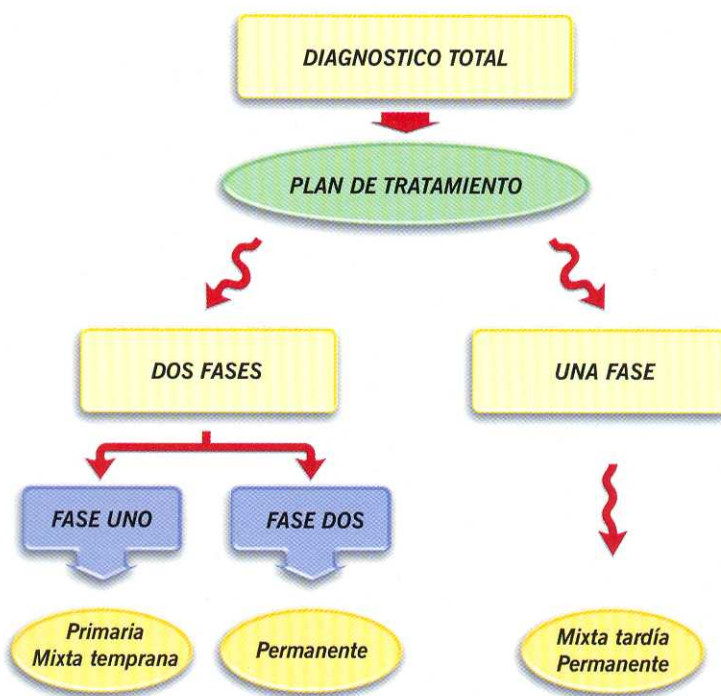 DIAGNOSTICO TOTAL
PLAN DE TRATAMIENTO
DOS FASES
UNA FASE
FASE UNO
FASE DOS
Primaria
Mixta temprana
Permanente
Mixta tardía
Permanente